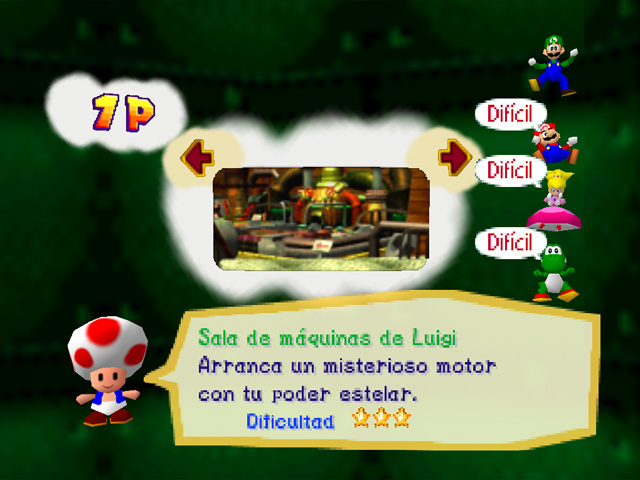 1P
Difícil
Difícil
Difícil
Sala de máquinas de Luigi
Arranca un misterioso motor
con tu poder estelar.
Dificultad